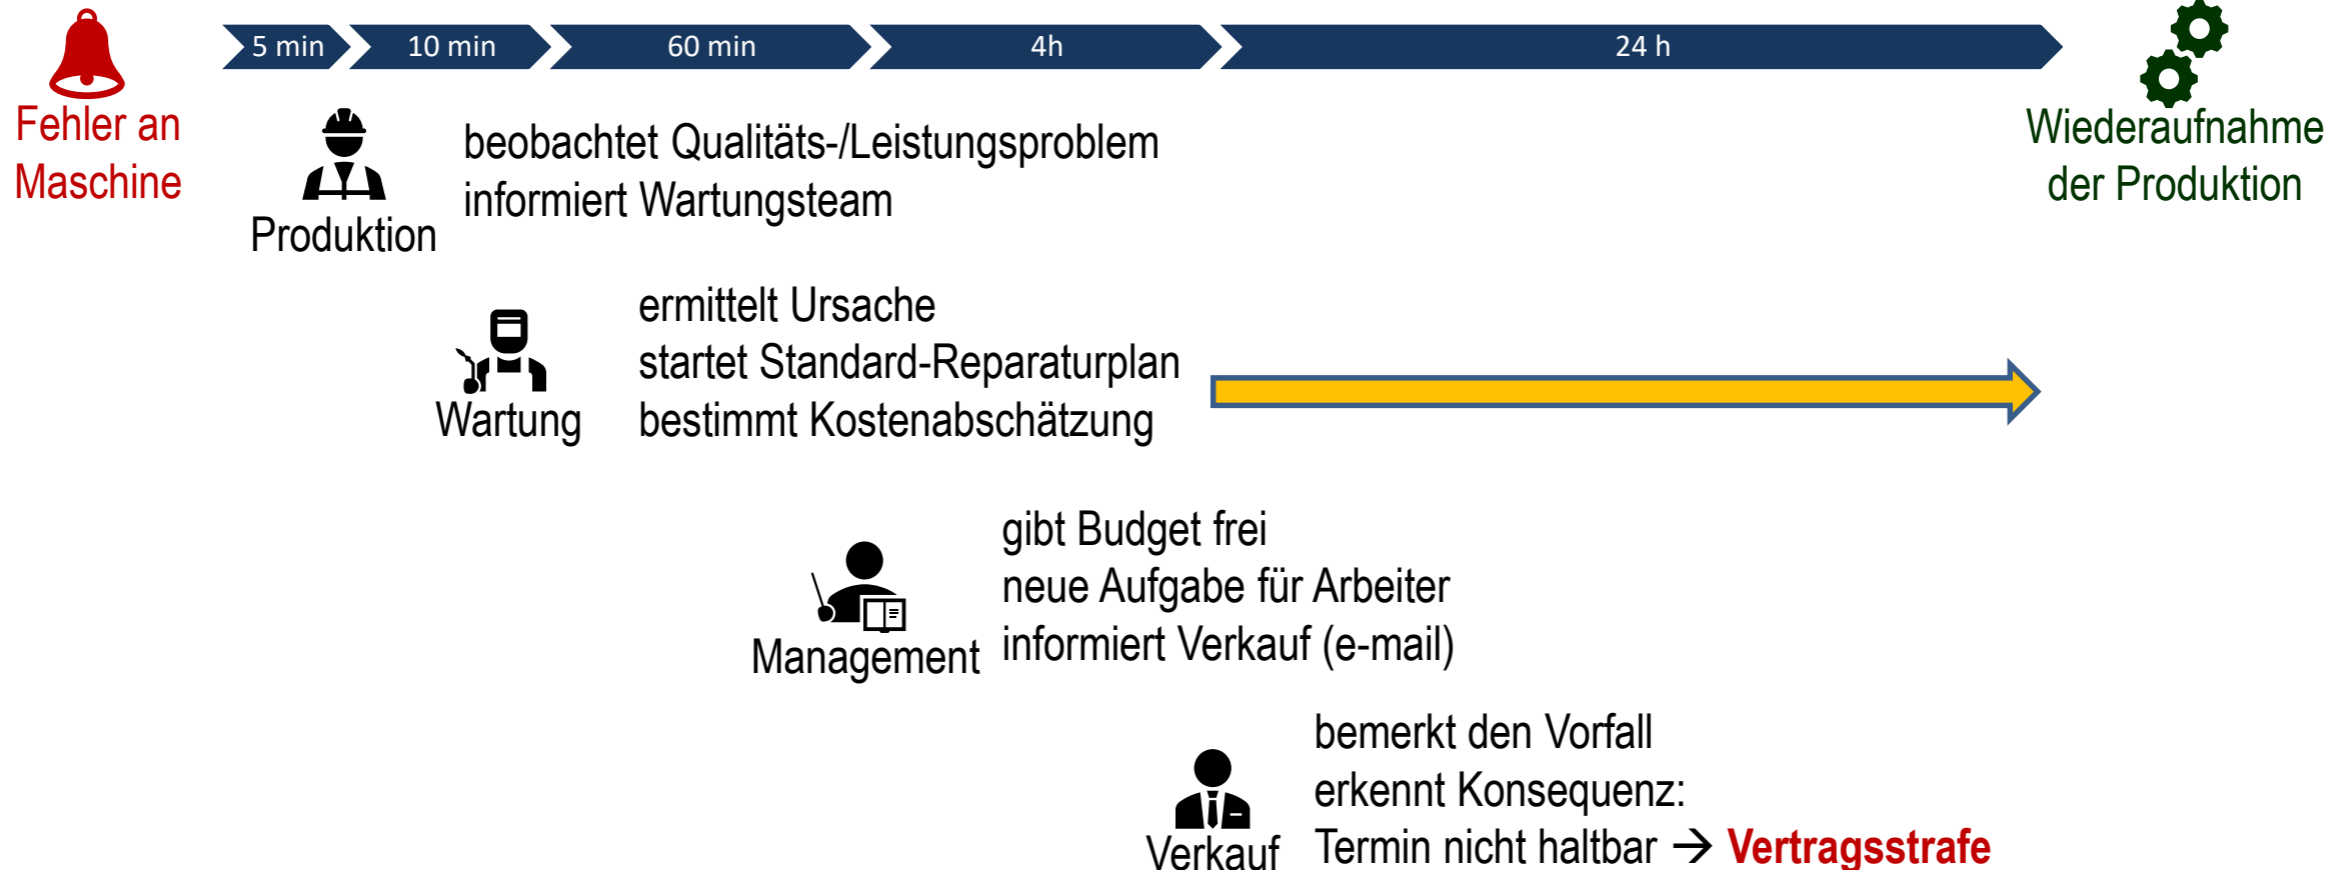 5 min
10 min
60 min
4h
24 h
Fehler an
Maschine
Wiederaufnahme
der Produktion
Produktion
beobachtet Qualitäts-/Leistungsproblem
informiert Wartungsteam
Wartung
ermittelt Ursache
startet Standard-Reparaturplan
bestimmt Kostenabschätzung
Management
gibt Budget frei
neue Aufgabe für Arbeiter
informiert Verkauf (e-mail)
Verkauf
bemerkt den Vorfall
erkennt Konsequenz:
Termin nicht haltbar → Vertragsstrafe